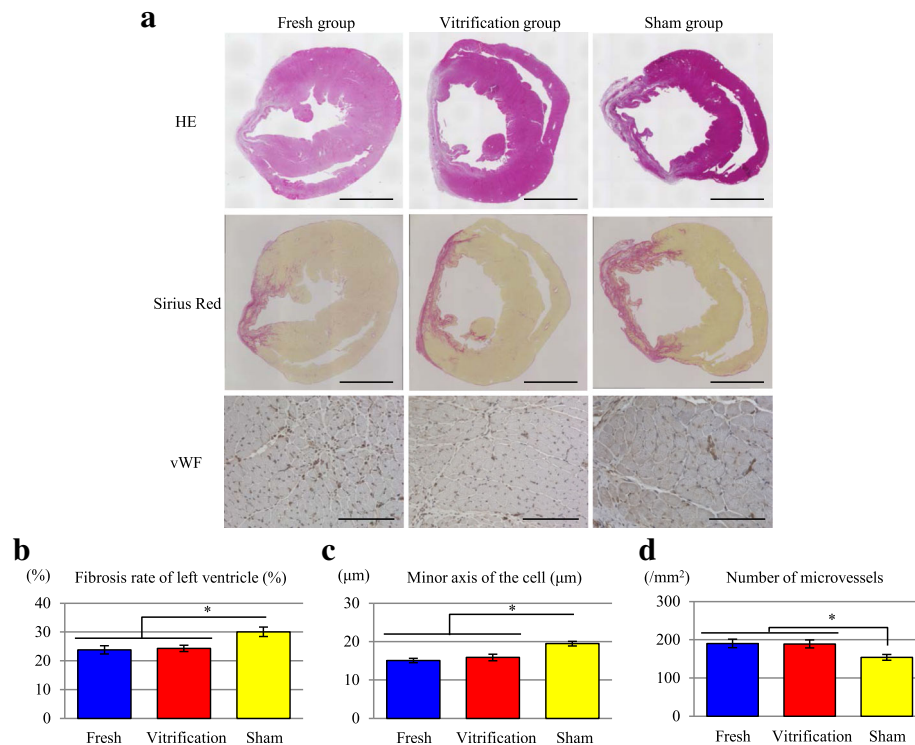 a
Fresh group Vitrification group Sham group
HE
Sirius Red
vWF
b
(%) Fibrosis rate of left ventricle (%)
40
30
20
10
0
*
Fresh Vitrification Sham
c
(μm) Minor axis of the cell (μm)
30
20
10
0
*
Fresh Vitrification Sham
d
(/mm²) Number of microvessels
300
200
100
0
*
Fresh Vitrification Sham